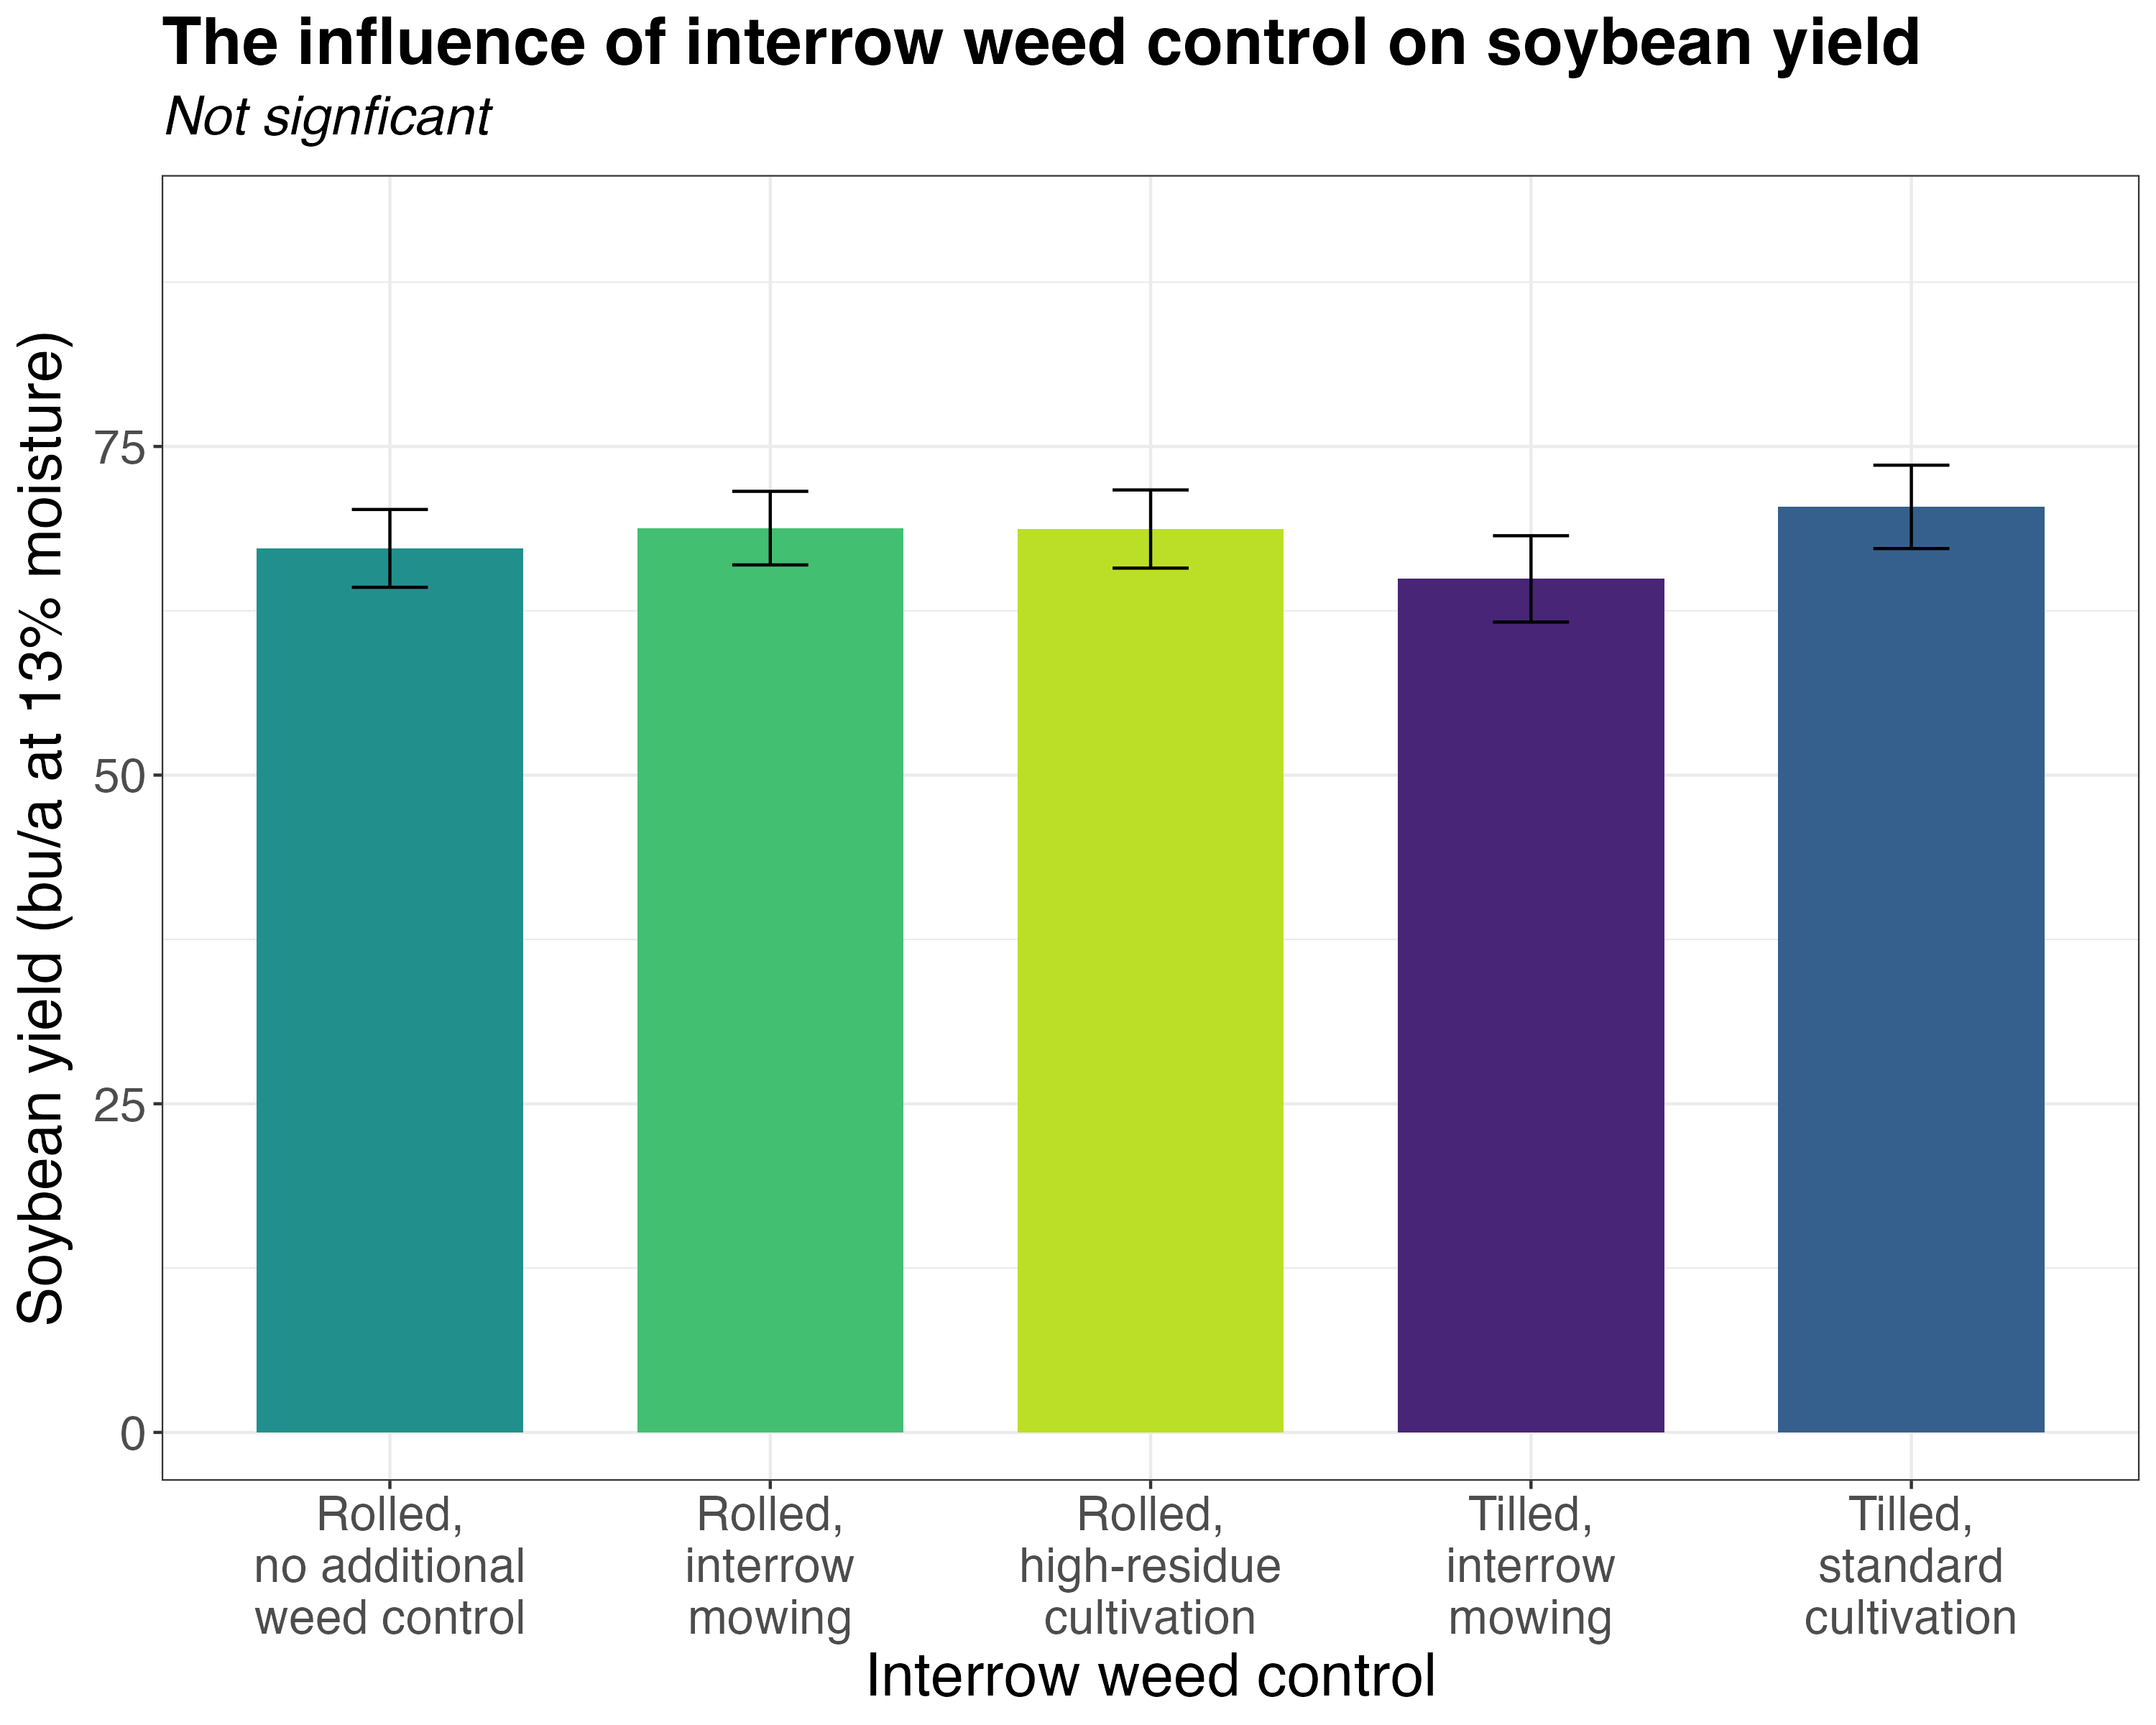 The influence of interrow weed control on soybean yield
Not signficant
Soybean yield (bu/a at 13% moisture)
75
50
25
0
Rolled,
no additional
weed control
Rolled,
interrow
mowing
Rolled,
high-residue
cultivation
Tilled,
interrow
mowing
Tilled,
standard
cultivation
Interrow weed control